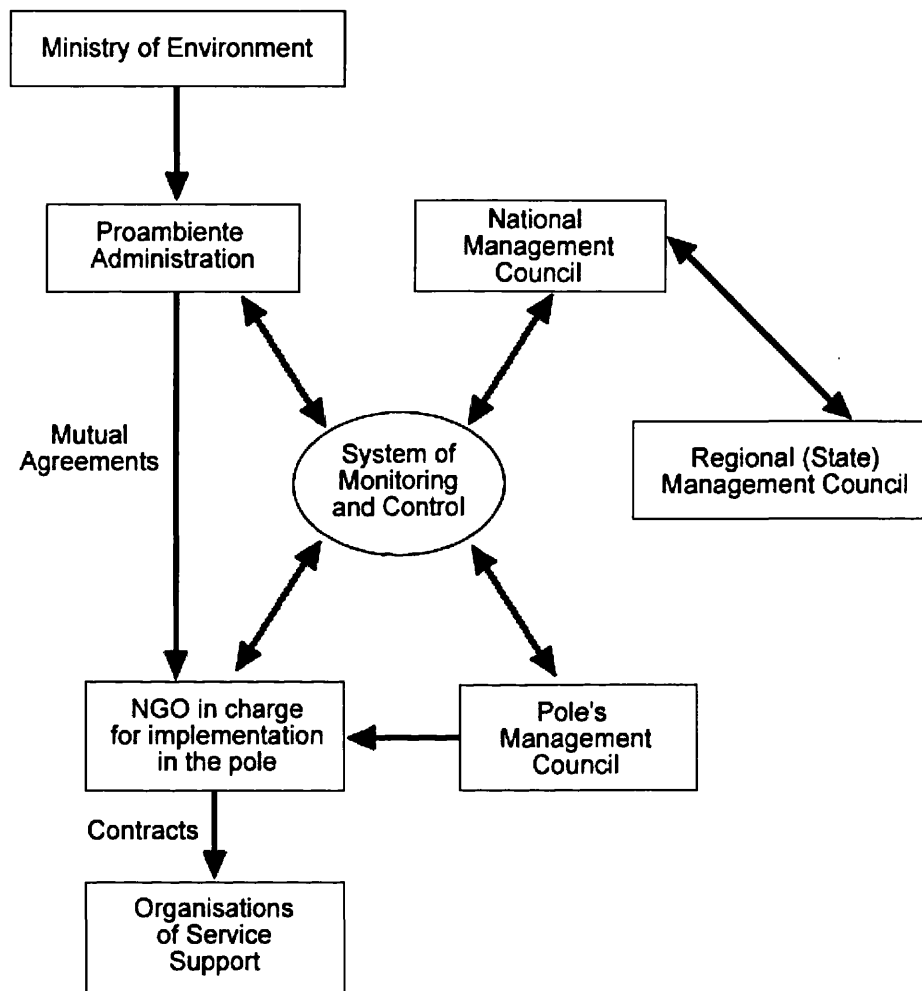 Ministry of Environment
Proambiente
Administration
National
Management
Council
Mutual
Agreements
System of
Monitoring
and Control
Regional (State)
Management Council
NGO in charge
for implementation
in the pole
Pole's
Management
Council
Contracts
Organisations
of Service
Support